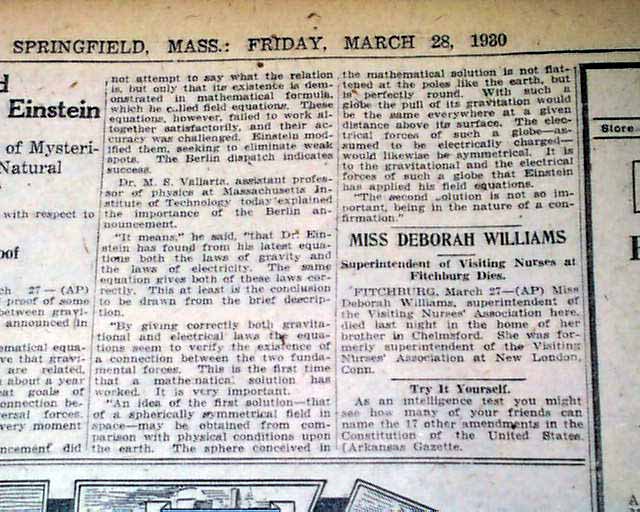 SPRINGFIELD, MASS.: FRIDAY, MARCH 28, 1930
Einstein
of Mysteri-
Natural
with respect to
oof
ch 27—(AP)
proof of some
between gravi-
announced in
matical equa-
ve that gravi-
are related,
about a year
at goals of
onnection be-
ersal forces.
very moment
ncement did
not attempt to say what the relation
is, but only that its existence is dem-
onstrated in mathematical formula,
which he called field equations. These
equations, however, failed to work al-
together satisfactorily, and their ac-
curacy was challenged. Einstein mod-
ified them, seeking to eliminate weak
spots. The Berlin dispatch indicates
success.
Dr. M. S. Vallarta, assistant profes-
sor of physics at Massachusetts In-
stitute of Technology today explained
the importance of the Berlin an-
nouncement.
"It means," he said, "that Dr. Ein-
stein has found from his latest equa-
tions both the laws of gravity and
the laws of electricity. The same
equation gives both of these laws cor-
rectly. This at least is the conclusion
to be drawn from the brief descrip-
tion.
"By giving correctly both gravita-
tional and electrical laws the equa-
tions seem to verify the existence of
a connection between the two funda-
mental forces. This is the first time
that a mathematical solution has
worked. It is very important.
"An idea of the first solution—that
of a spherically symmetrical field in
space—may be obtained from com-
parison with physical conditions upon
the earth. The sphere conceived in
the mathematical solution is not flat-
tened at the poles like the earth, but
is perfectly round. With such a
globe the pull of its gravitation would
be the same everywhere at a given
distance above its surface. The elec-
trical forces of such a globe—as-
sumed to be electrically charged—
would likewise be symmetrical. It is
to the gravitational and the electrical
forces of such a globe that Einstein
has applied his field equations.
"The second solution is not so im-
portant, being in the nature of a con-
firmation."
MISS DEBORAH WILLIAMS
Superintendent of Visiting Nurses at
Fitchburg Dies.
FITCHBURG, March 27—(AP) Miss
Deborah Williams, superintendent of
the Visiting Nurses' Association here,
died last night in the home of her
brother in Chelmsford. She was for-
merly superintendent of the Visiting
Nurses' Association at New London,
Conn.
Try It Yourself.
As an intelligence test you might
see how many of your friends can
name the 17 other amendments in the
Constitution of the United States.
[Arkansas Gazette.
Store